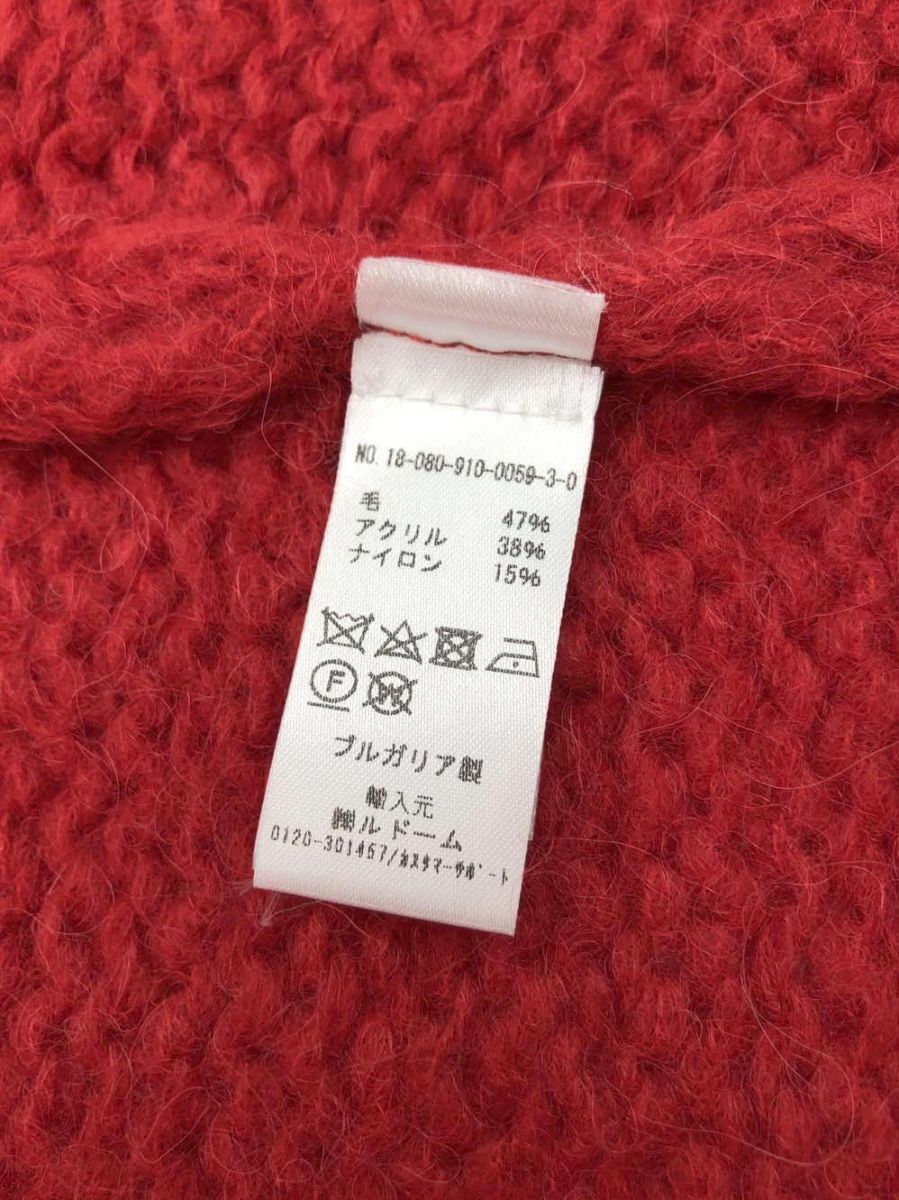 NO. 18-080-910-0059-3-0
毛 47%
アクリル 38%
ナイロン 15%
F
W
ブルガリア製
輸入元
㈱ルドーム
0120-301457/ｶｽﾀﾏｰｻﾎﾟｰﾄ